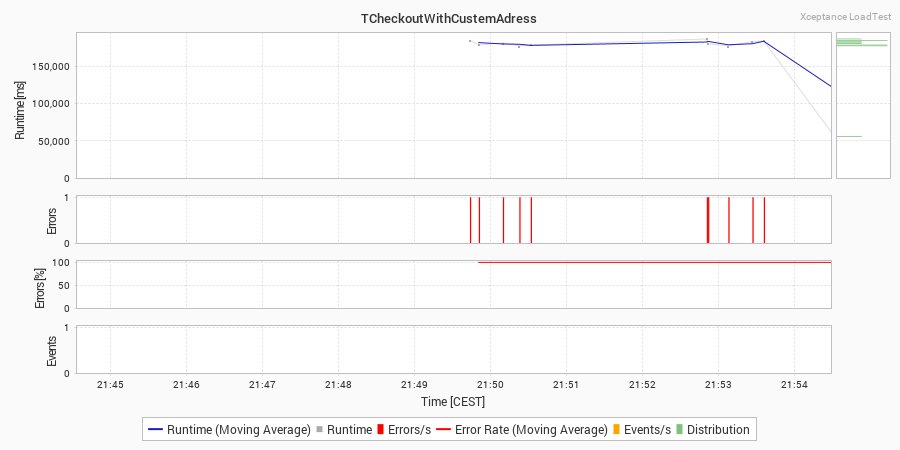 TCheckoutWithCustemAdress
Xceptance LoadTest
Runtime [ms]
150,000
100,000
50,000
0
Errors
1
0
Errors [%]
100
50
0
Events
1
0
21:45 21:46 21:47 21:48 21:49 21:50 21:51 21:52 21:53 21:54
Time [CEST]
Runtime (Moving Average) Runtime Errors/s Error Rate (Moving Average) Events/s Distribution